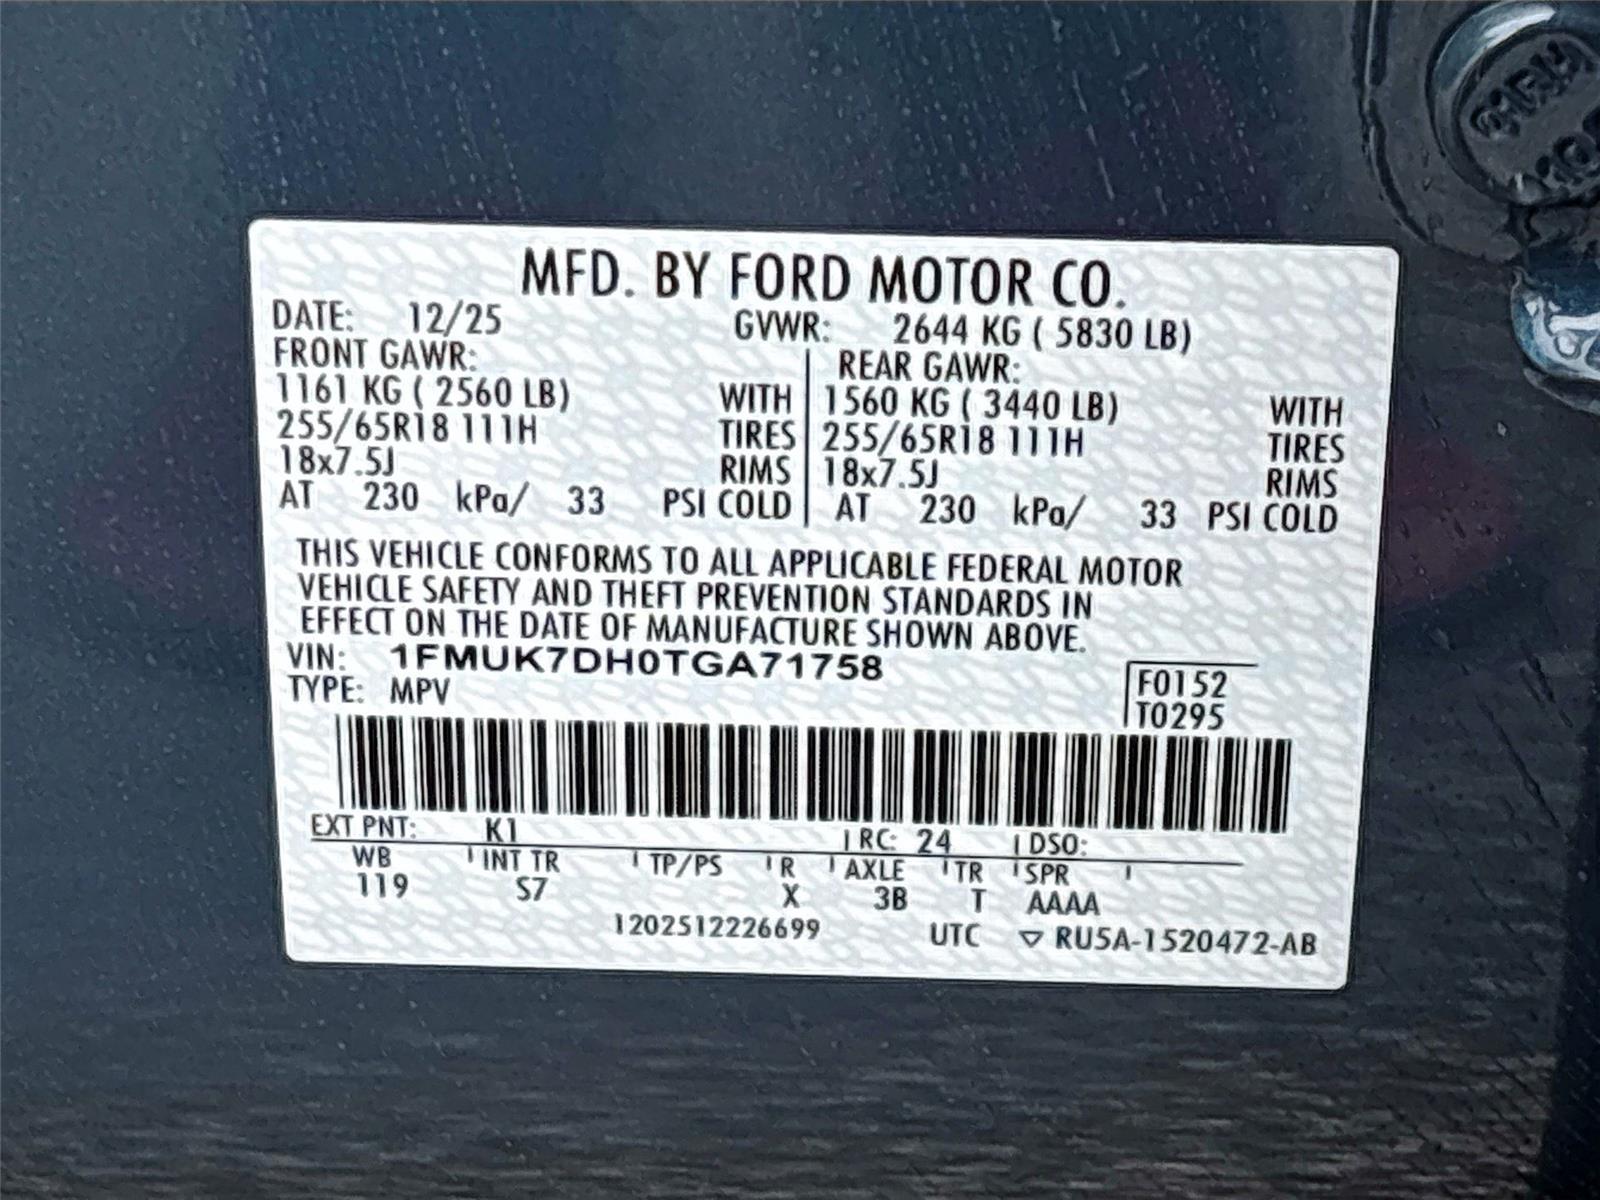 MFD. BY FORD MOTOR CO.
DATE: 12/25 GVWR: 2644 KG ( 5830 LB)
FRONT GAWR: REAR GAWR:
1161 KG ( 2560 LB) WITH 1560 KG ( 3440 LB) WITH
255/65R18 111H TIRES 255/65R18 111H TIRES
18x7.5J RIMS 18x7.5J RIMS
AT 230 kPa/ 33 PSI COLD AT 230 kPa/ 33 PSI COLD
THIS VEHICLE CONFORMS TO ALL APPLICABLE FEDERAL MOTOR
VEHICLE SAFETY AND THEFT PREVENTION STANDARDS IN
EFFECT ON THE DATE OF MANUFACTURE SHOWN ABOVE.
VIN: 1FMUK7DH0TGA71758
TYPE: MPV
F0152
T0295
EXT PNT: K1 RC: 24 DSO:
WB INT TR TP/PS R AXLE TR SPR
119 S7 X 3B T AAAA
1202512226699 UTC ▽ RU5A-1520472-AB